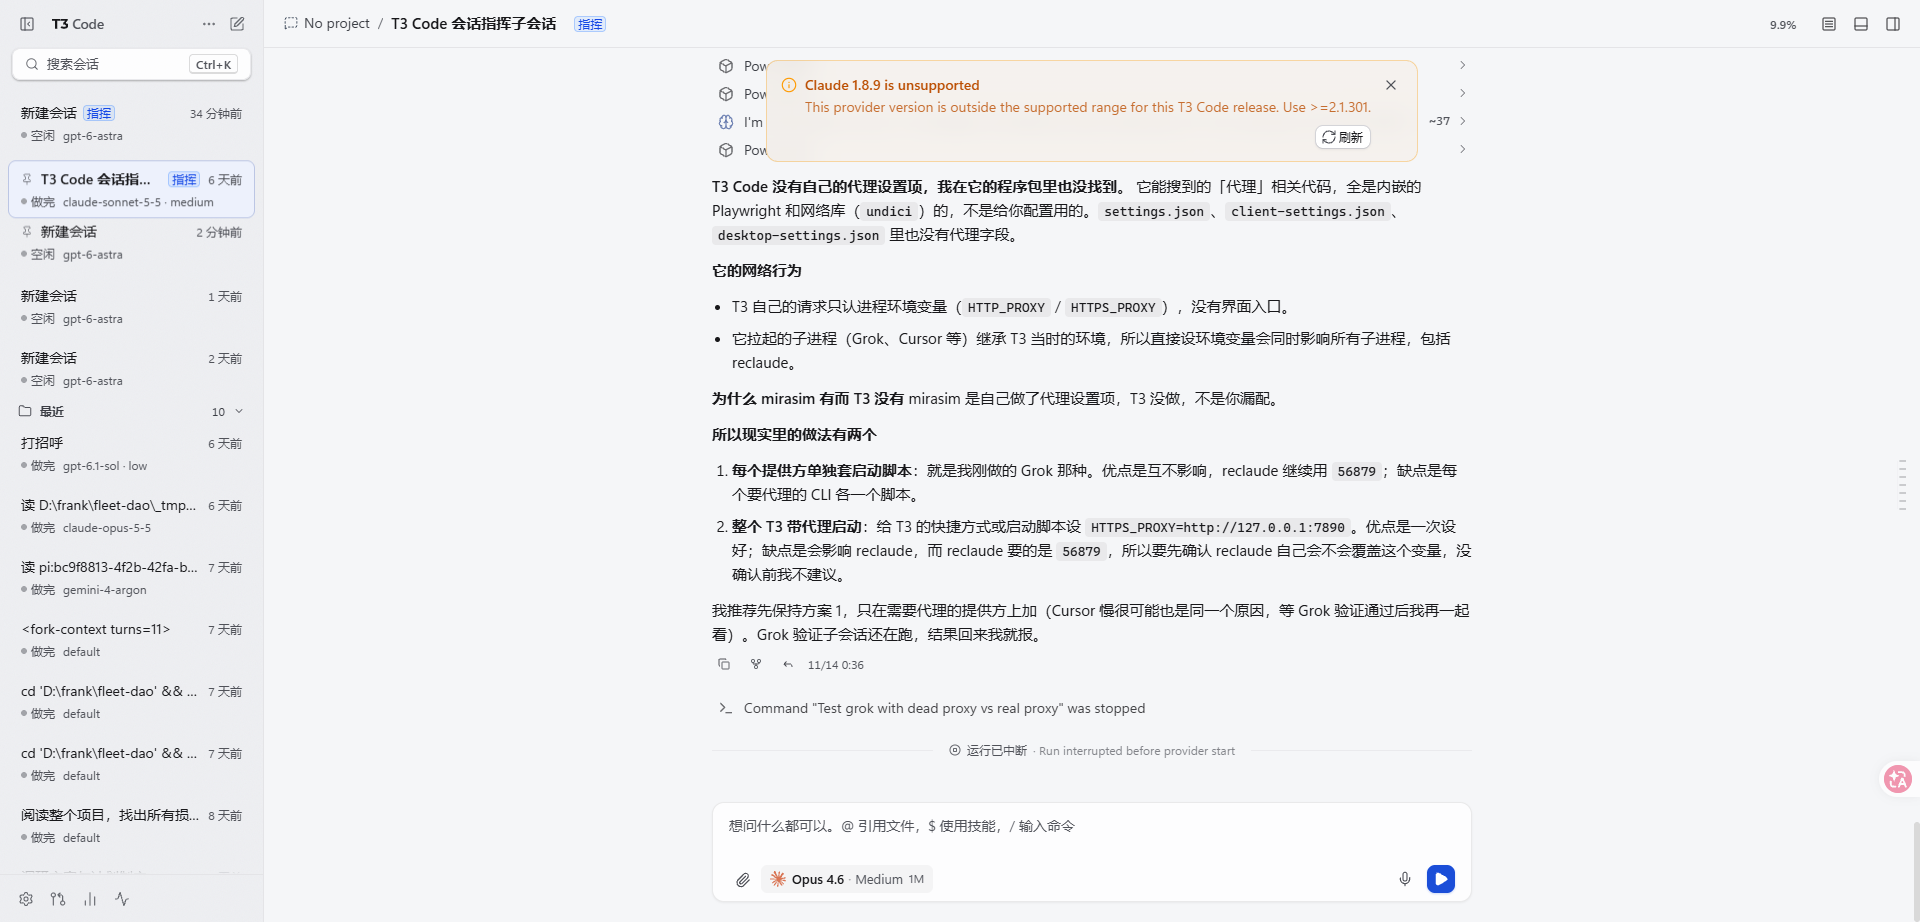 T3 Code
搜索会话 Ctrl+K
新建会话 指挥 34 分钟前
空闲 gpt-6-astra
T3 Code 会话指... 指挥 6 天前
做完 claude-sonnet-5-5 · medium
新建会话 2 分钟前
空闲 gpt-6-astra
新建会话 1 天前
空闲 gpt-6-astra
新建会话 2 天前
空闲 gpt-6-astra
最近 10
打招呼 6 天前
做完 gpt-6.1-sol · low
读 D:\frank\fleet-dao\_tmp... 6 天前
做完 claude-opus-5-5
读 pi:bc9f8813-4f2b-42fa-b... 7 天前
做完 gemini-4-argon
<fork-context turns=11> 7 天前
做完 default
cd 'D:\frank\fleet-dao' && ... 7 天前
做完 default
cd 'D:\frank\fleet-dao' && ... 7 天前
做完 default
阅读整个项目，找出所有损... 8 天前
做完 default
No project / T3 Code 会话指挥子会话 指挥
9.9%
Pow
Pow
I'm ~37
Pow
Claude 1.8.9 is unsupported
This provider version is outside the supported range for this T3 Code release. Use >=2.1.301.
刷新
T3 Code 没有自己的代理设置项，我在它的程序包里也没找到。 它能搜到的「代理」相关代码，全是内嵌的
Playwright 和网络库（undici）的，不是给你配置用的。settings.json、client-settings.json、
desktop-settings.json 里也没有代理字段。
它的网络行为
• T3 自己的请求只认进程环境变量（HTTP_PROXY / HTTPS_PROXY），没有界面入口。
• 它拉起的子进程（Grok、Cursor 等）继承 T3 当时的环境，所以直接设环境变量会同时影响所有子进程，包括
reclaude。
为什么 mirasim 有而 T3 没有 mirasim 是自己做了代理设置项，T3 没做，不是你漏配。
所以现实里的做法有两个
1. 每个提供方单独套启动脚本：就是我刚做的 Grok 那种。优点是互不影响，reclaude 继续用 56879；缺点是每
个要代理的 CLI 各一个脚本。
2. 整个 T3 带代理启动：给 T3 的快捷方式或启动脚本设 HTTPS_PROXY=http://127.0.0.1:7890。优点是一次设
好；缺点是会影响 reclaude，而 reclaude 要的是 56879，所以要先确认 reclaude 自己会不会覆盖这个变量，没
确认前我不建议。
我推荐先保持方案 1，只在需要代理的提供方上加（Cursor 慢很可能也是同一个原因，等 Grok 验证通过后我再一起
看）。Grok 验证子会话还在跑，结果回来我就报。
11/14 0:36
Command "Test grok with dead proxy vs real proxy" was stopped
运行已中断 · Run interrupted before provider start
想问什么都可以。@ 引用文件，$ 使用技能，/ 输入命令
Opus 4.6 · Medium 1M